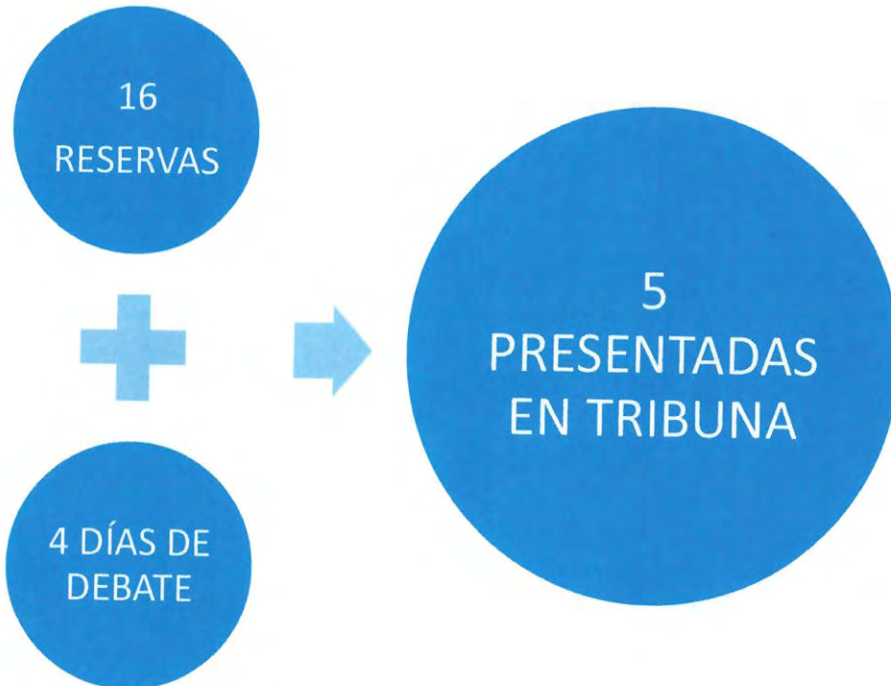 16
RESERVAS
4 DÍAS DE
DEBATE
5
PRESENTADAS
EN TRIBUNA